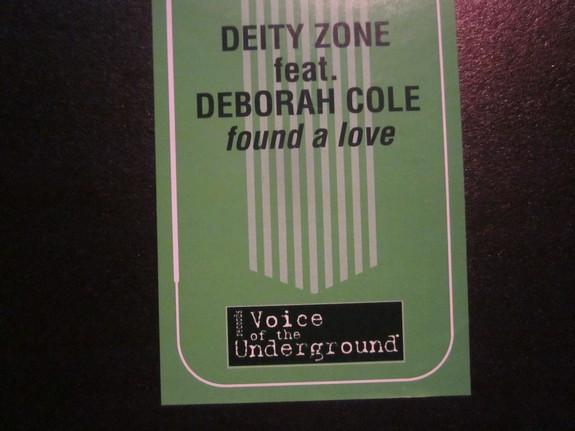 DEITY ZONE
feat.
DEBORAH COLE
found a love
Voice
of the
Underground